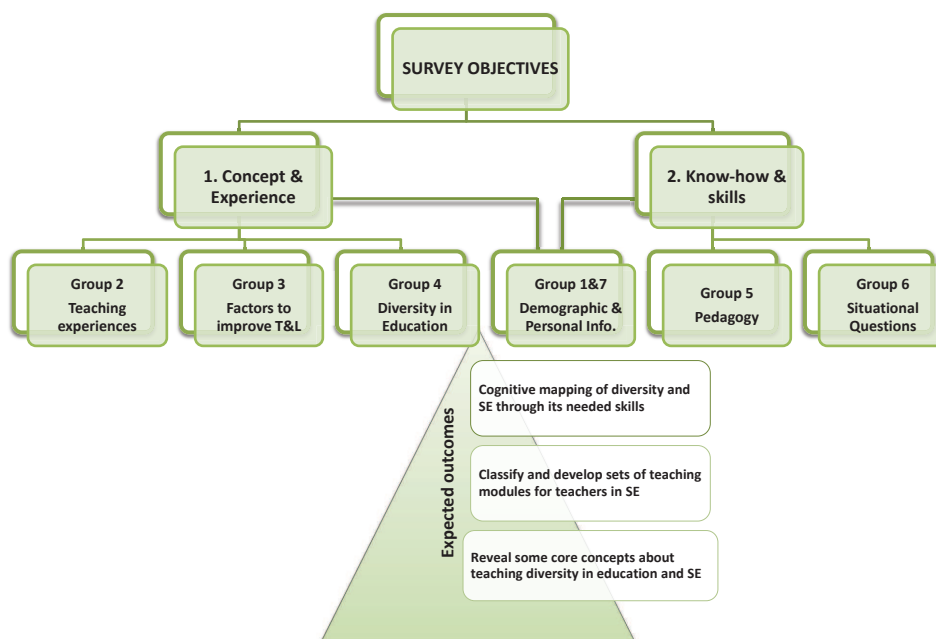 SURVEY OBJECTIVES
1. Concept &
Experience
2. Know-how &
skills
Group 2
Teaching
experiences
Group 3
Factors to
improve T&L
Group 4
Diversity in
Education
Group 1&7
Demographic &
Personal Info.
Group 5
Pedagogy
Group 6
Situational
Questions
Expected outcomes
Cognitive mapping of diversity and
SE through its needed skills
Classify and develop sets of teaching
modules for teachers in SE
Reveal some core concepts about
teaching diversity in education and SE